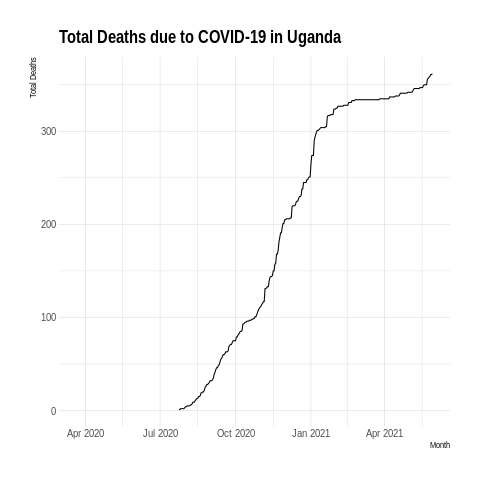 Total Deaths due to COVID-19 in Uganda
Total Deaths
300
200
100
0
Apr 2020 Jul 2020 Oct 2020 Jan 2021 Apr 2021
Month